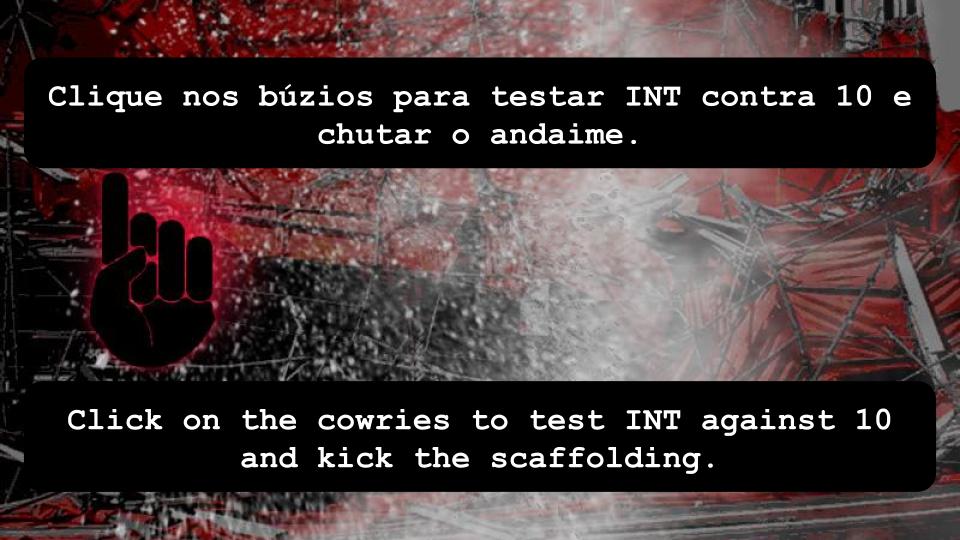 Clique nos búzios para testar INT contra 10 e
chutar o andaime.
Click on the cowries to test INT against 10
and kick the scaffolding.